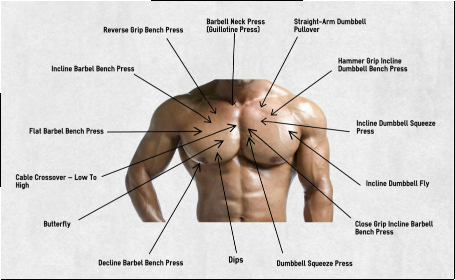 Barbell Neck Press
(Guillotine Press)
Straight-Arm Dumbbell
Pullover
Reverse Grip Bench Press
Hammer Grip Incline
Dumbbell Bench Press
Incline Barbel Bench Press
Incline Dumbbell Squeeze
Press
Flat Barbel Bench Press
Cable Crossover – Low To
High
Incline Dumbbell Fly
Butterfly
Close Grip Incline Barbell
Bench Press
Decline Barbel Bench Press
Dips
Dumbbell Squeeze Press